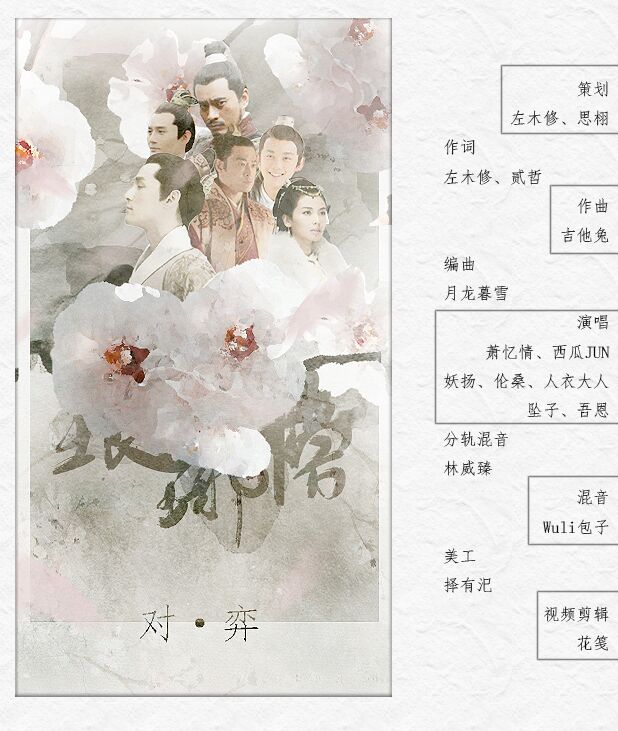 琅琊榜
对·弈
策划
左木修、思栩
作词
左木修、贰哲
作曲
吉他兔
编曲
月龙暮雪
演唱
萧忆情、西瓜JUN
妖扬、伦桑、人衣大人
坠子、吾恩
分轨混音
林威臻
混音
Wuli包子
美工
择有汜
视频剪辑
花笺